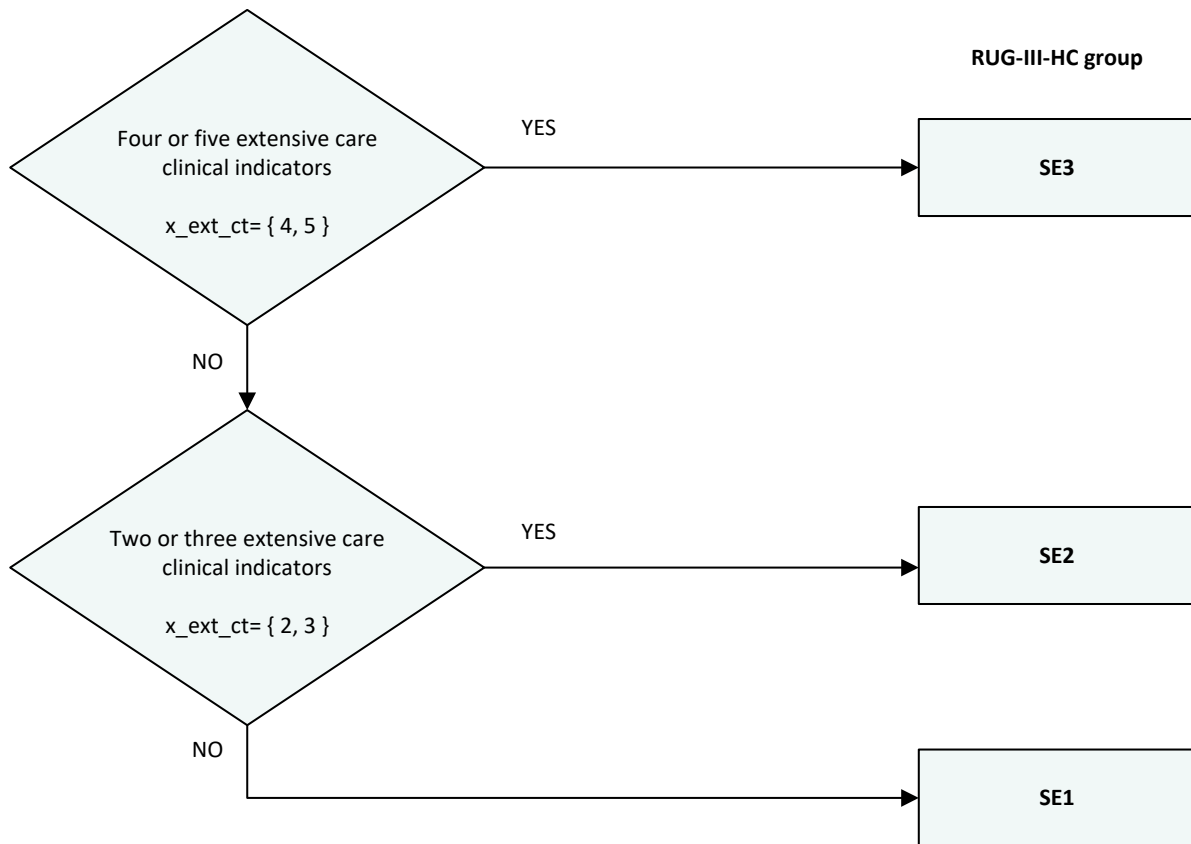 RUG-III-HC group
Four or five extensive care
clinical indicators
x_ext_ct= { 4, 5 }
YES
SE3
NO
Two or three extensive care
clinical indicators
x_ext_ct= { 2, 3 }
YES
SE2
NO
SE1